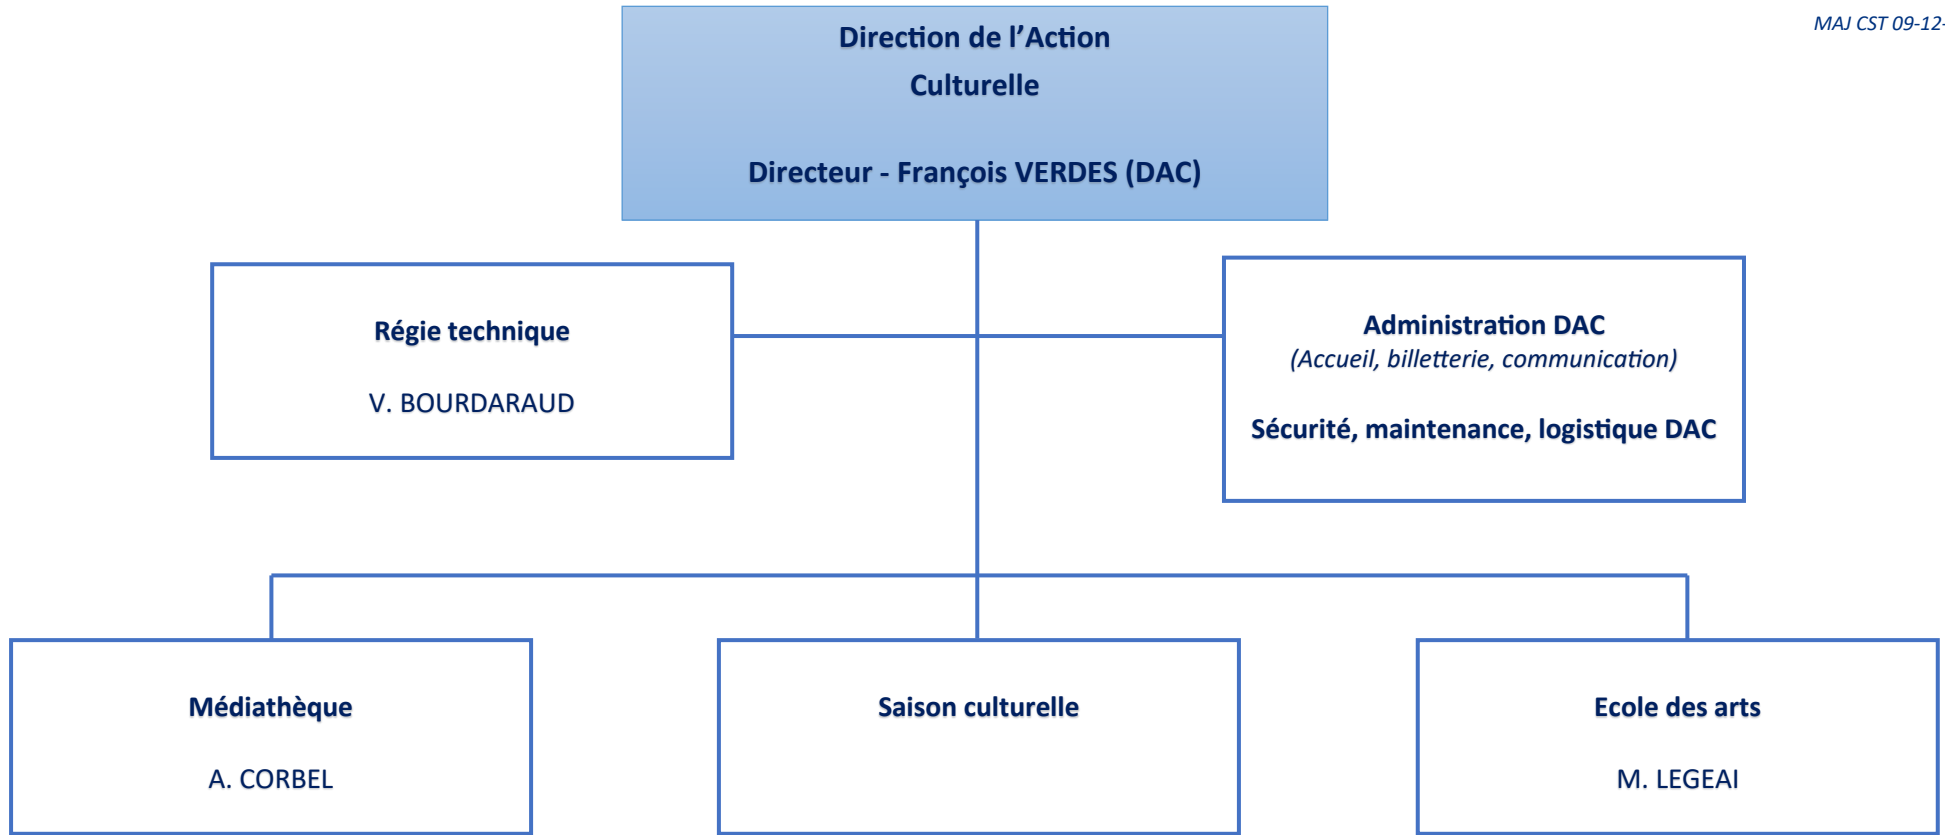 MAJ CST 09-12-
Direction de l’Action
Culturelle
Directeur - François VERDES (DAC)
Régie technique
V. BOURDARAUD
Administration DAC
(Accueil, billetterie, communication)
Sécurité, maintenance, logistique DAC
Médiathèque
A. CORBEL
Saison culturelle
Ecole des arts
M. LEGEAI